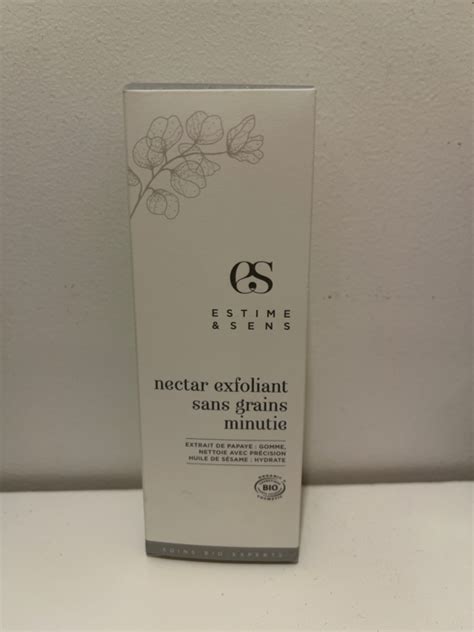 es
ESTIME
& SENS
nectar exfoliant
sans grains
minutie
EXTRAIT DE PAPAYE : GOMME,
NETTOIE AVEC PRÉCISION
HUILE DE SÉSAME : HYDRATE
BIO
SOINS BIO EXPERTS